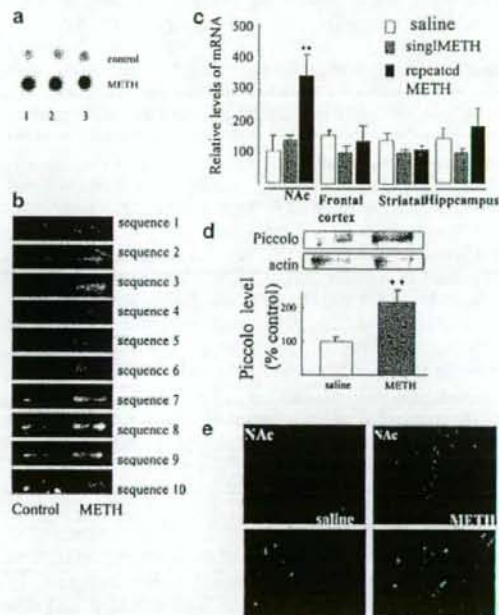 a
control
METH
1 2 3
b
sequence 1
sequence 2
sequence 3
sequence 4
sequence 5
sequence 6
sequence 7
sequence 8
sequence 9
sequence 10
Control METH
c
Relative levels of mRNA
500
400
300
200
100
saline
singlMETH
repeated
METH
**
NAc
Frontal
cortex
Striatal
Hippcampus
d
Piccolo
actin
Piccolo level
(% control)
200
100
**
saline
METH
e
NAc
NAc
saline
METH